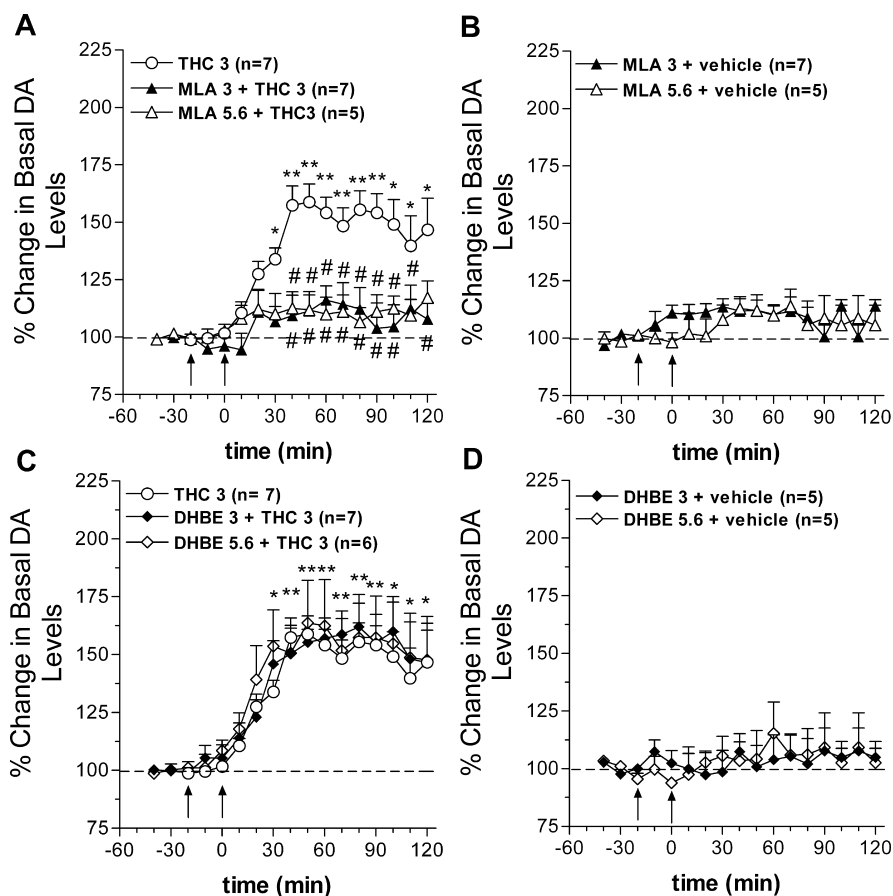 A
225
200
175
150
125
100
75
% Change in Basal DA
Levels
THC 3 (n=7)
MLA 3 + THC 3 (n=7)
MLA 5.6 + THC3 (n=5)
** ** ** ** ** ** * * *
*
# # # # # # # #
# # # # # # # #
-60 -30 0 30 60 90 120
time (min)
B
225
200
175
150
125
100
75
% Change in Basal DA
Levels
MLA 3 + vehicle (n=7)
MLA 5.6 + vehicle (n=5)
-60 -30 0 30 60 90 120
time (min)
C
225
200
175
150
125
100
75
% Change in Basal DA
Levels
THC 3 (n= 7)
DHBE 3 + THC 3 (n=7)
DHBE 5.6 + THC 3 (n=6)
* ** **** ** ** ** * * *
-60 -30 0 30 60 90 120
time (min)
D
225
200
175
150
125
100
75
% Change in Basal DA
Levels
DHBE 3 + vehicle (n=5)
DHBE 5.6 + vehicle (n=5)
-60 -30 0 30 60 90 120
time (min)